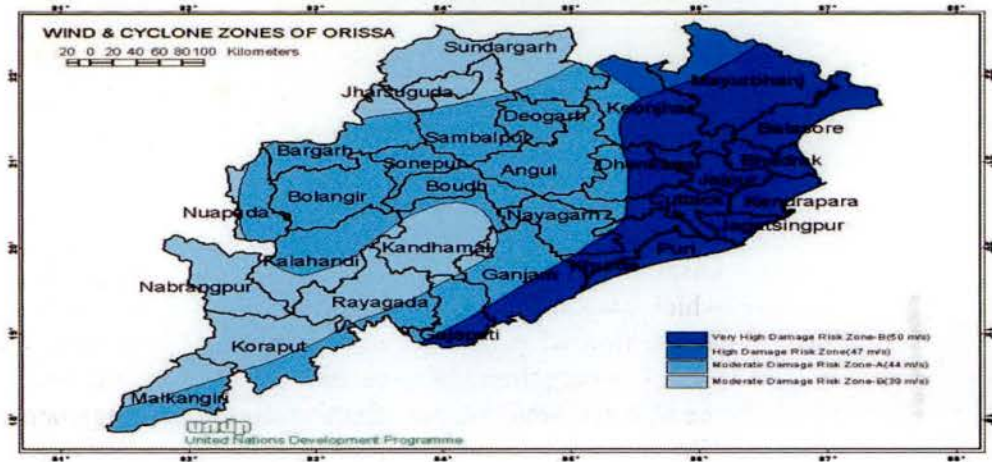 WIND & CYCLONE ZONES OF ORISSA
20 0 20 40 60 80 100 Kilometers
Sundargarh
Jharsuguda
Mayurbhanj
Keonjhar
Deogarh
Sambalpur
Balasore
Bargarh
Sonepur
Angul
Dhenkanal
Bhadrak
Jajpur
Bolangir
Boudh
Cuttack
Kendrapara
Nuapada
Nayagarh
Jagatsingpur
Kandhamal
Puri
Kalahandi
Ganjam
Nabrangpur
Rayagada
Gajapati
Koraput
Malkangiri
Very High Damage Risk Zone-B(50 m/s)
High Damage Risk Zone(47 m/s)
Moderate Damage Risk Zone-A(44 m/s)
Moderate Damage Risk Zone-B(39 m/s)
undp
United Nations Development Programme